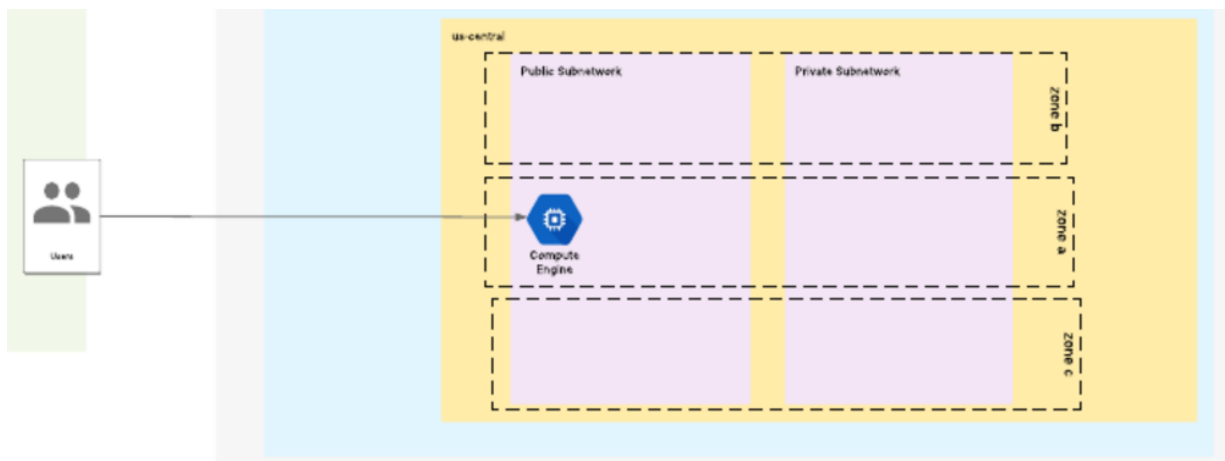 us-central
Public Subnetwork
Private Subnetwork
zone b
Users
Compute
Engine
zone a
zone c